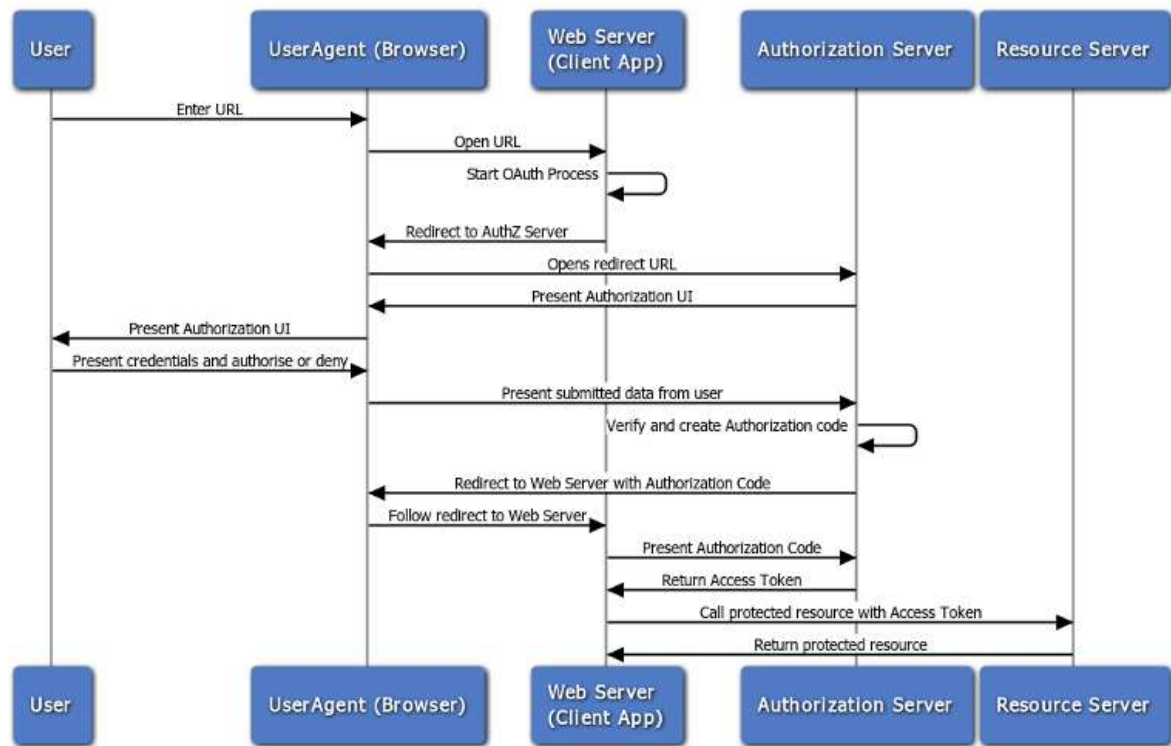 User
UserAgent (Browser)
Web Server
(Client App)
Authorization Server
Resource Server
Enter URL
Open URL
Start OAuth Process
Redirect to AuthZ Server
Opens redirect URL
Present Authorization UI
Present Authorization UI
Present credentials and authorise or deny
Present submitted data from user
Verify and create Authorization code
Redirect to Web Server with Authorization Code
Follow redirect to Web Server
Present Authorization Code
Return Access Token
Call protected resource with Access Token
Return protected resource
User
UserAgent (Browser)
Web Server
(Client App)
Authorization Server
Resource Server